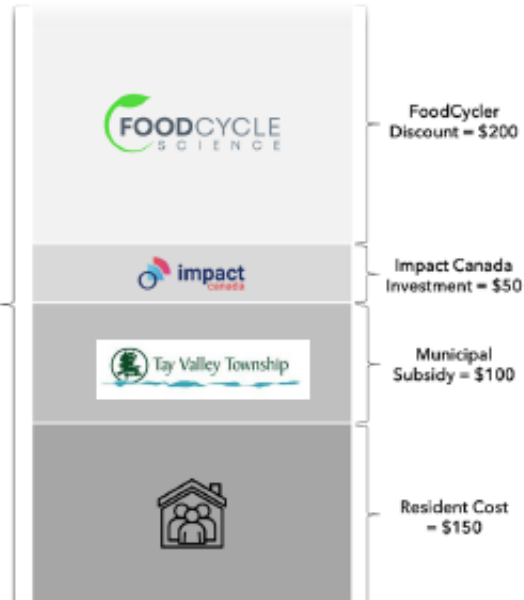 FOODCYCLE
SCIENCE
FoodCycler
Discount = $200
impact
canada
Impact Canada
Investment = $50
Tay Valley Township
Municipal
Subsidy = $100
Resident Cost
= $150